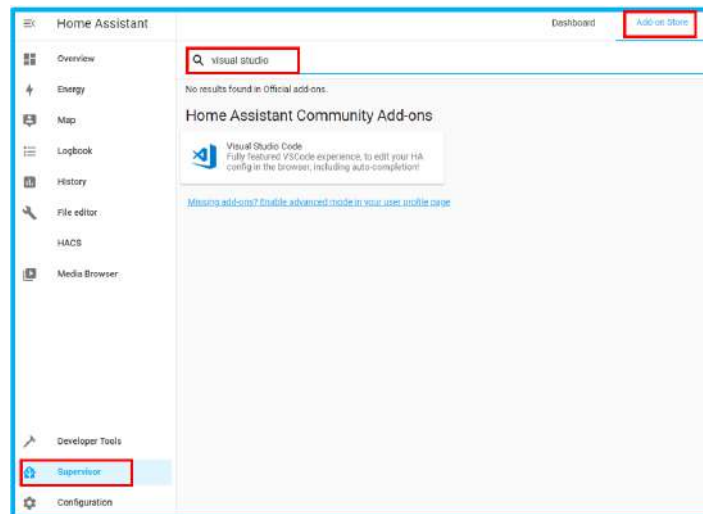 Home Assistant
Dashboard
Add-on Store
Overview
visual studio
Energy
No results found in Official add-ons.
Home Assistant Community Add-ons
Map
Visual Studio Code
Fully featured VSCode experience, to edit your HA
config in the browser, including auto-completion!
Logbook
History
Missing add-ons? Enable advanced mode in your user profile page
File editor
HACS
Media Browser
Developer Tools
Supervisor
Configuration